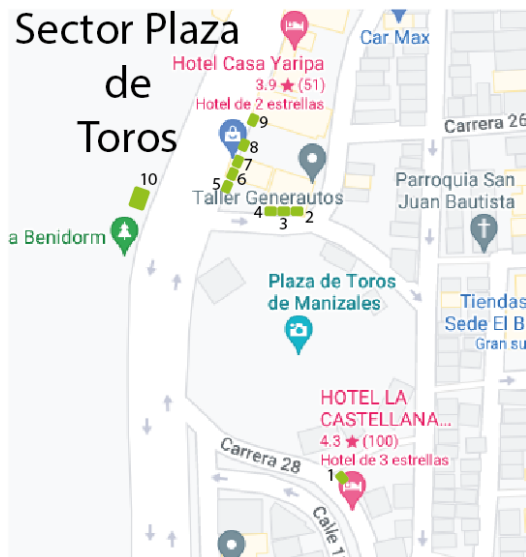 Sector Plaza
de
Toros
Car Max
Hotel Casa Yaripa
3.9 ★ (51)
Hotel de 2 estrellas
9
8
7
6
5
10
Carrera 26
Taller Generautos
4
3
2
Parroquia San
Juan Bautista
a Benidorm
Plaza de Toros
de Manizales
Tiendas
Sede El B
Gran su
HOTEL LA
CASTELLANA...
4.3 ★ (100)
Hotel de 3 estrellas
1
Carrera 28
Calle 1